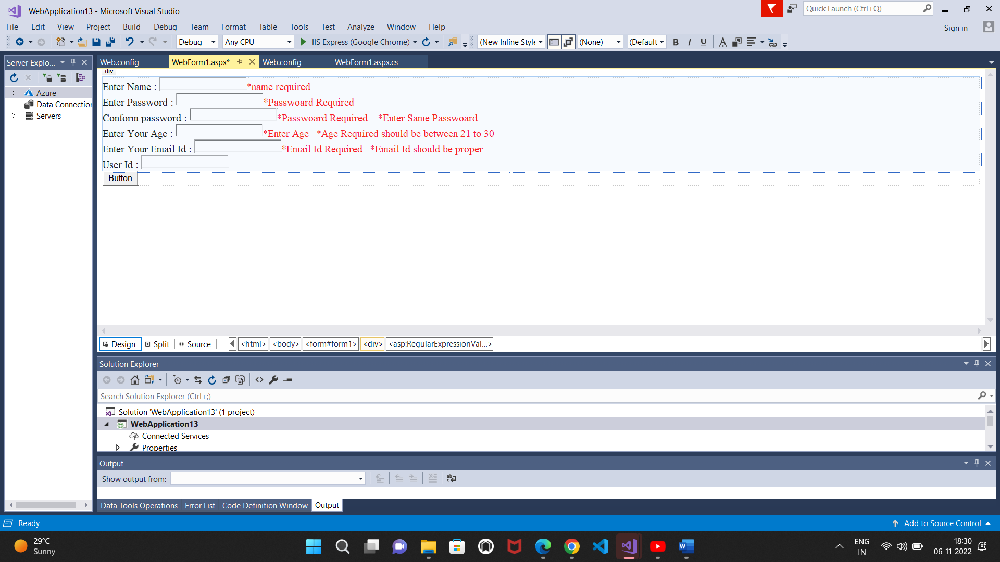 WebApplication13 - Microsoft Visual Studio
Quick Launch (Ctrl+Q)
File Edit View Project Build Debug Team Format Table Tools Test Analyze Window Help
Sign in
Debug Any CPU IIS Express (Google Chrome) (New Inline Style (None) (Default B I U A
Server Explo...
Web.config WebForm1.aspx* Web.config WebForm1.aspx.cs
div
Azure
Data Connection
Servers
Enter Name : *name required
Enter Password : *Passwoard Required
Conform password : *Passwoard Required *Enter Same Passwoard
Enter Your Age : *Enter Age *Age Required should be between 21 to 30
Enter Your Email Id : *Email Id Required *Email Id should be proper
User Id :
Button
Design Split Source <html> <body> <form#form1> <div> <asp:RegularExpressionVal...>
Solution Explorer
Search Solution Explorer (Ctrl+;)
Solution 'WebApplication13' (1 project)
WebApplication13
Connected Services
Properties
Output
Show output from:
Data Tools Operations Error List Code Definition Window Output
Ready
Add to Source Control
29°C
Sunny
ENG
IN
18:30
06-11-2022